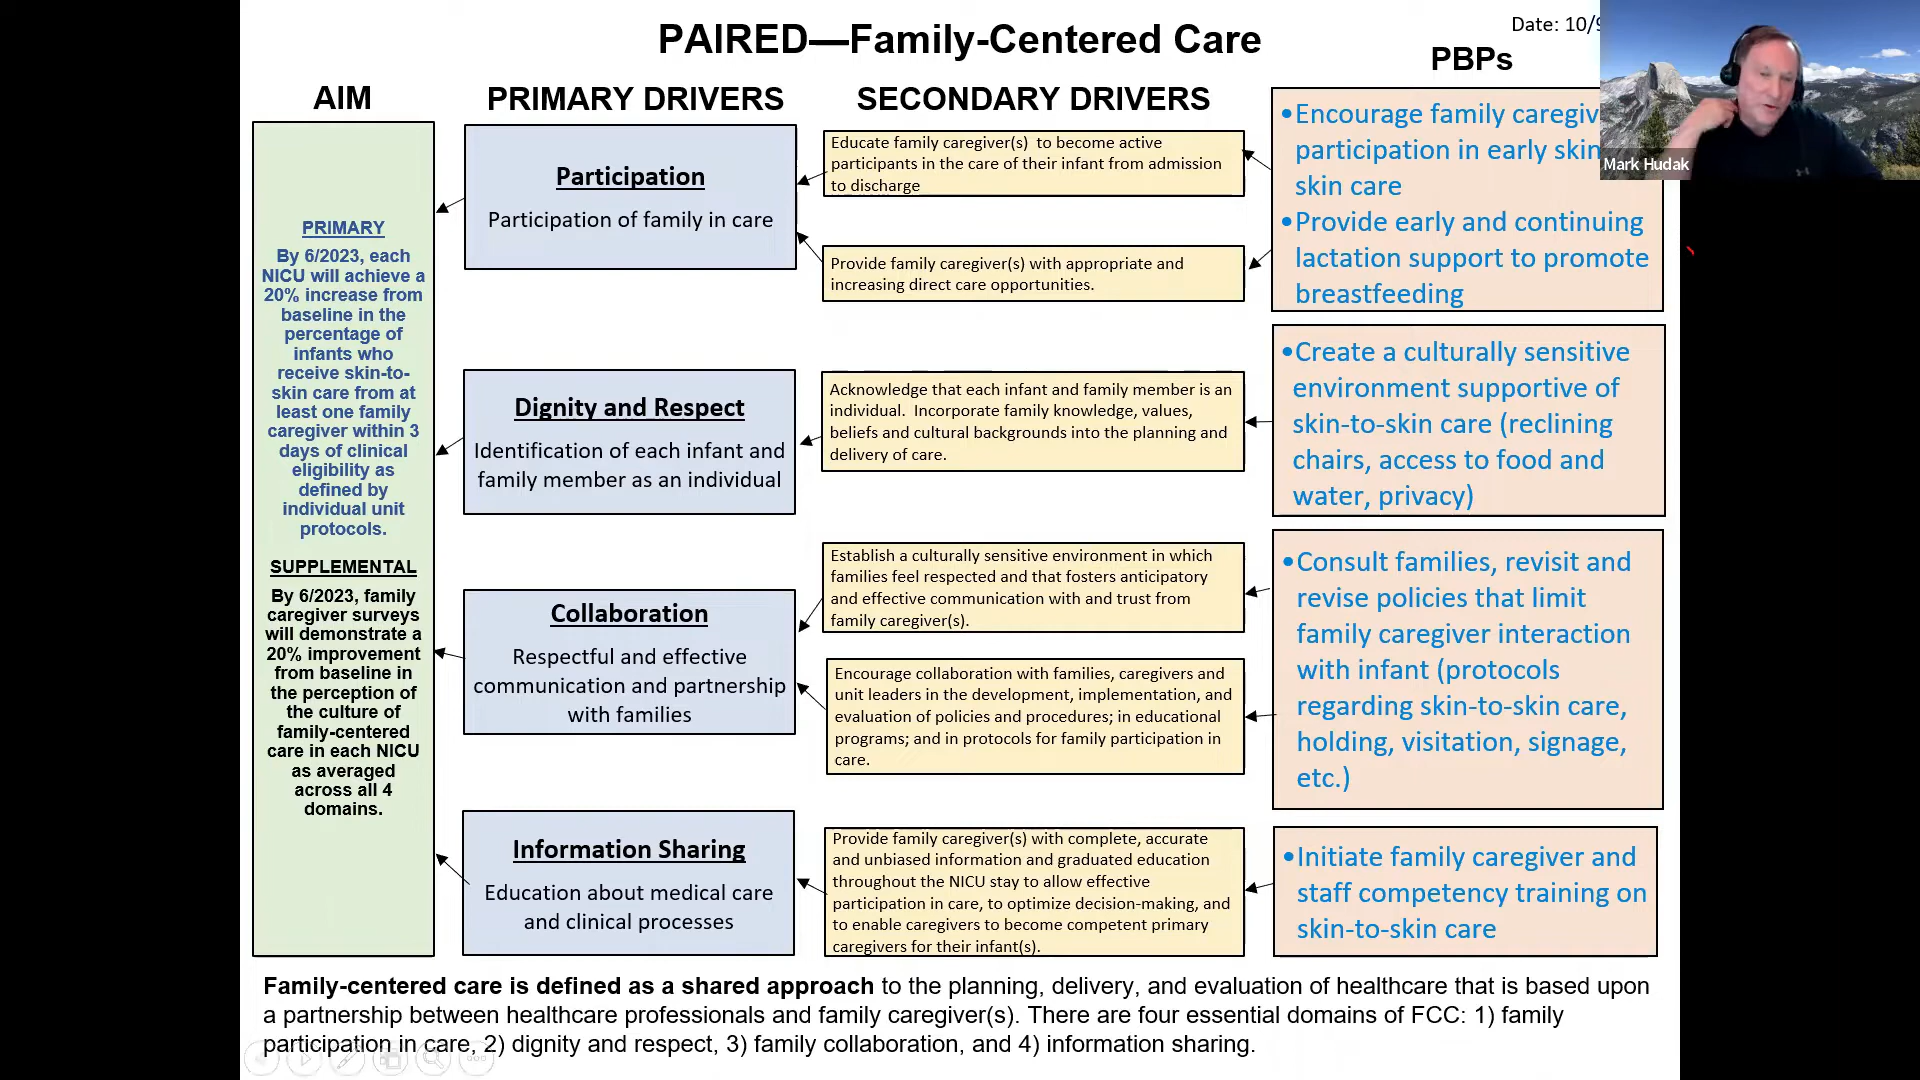 PAIRED—Family-Centered Care
Date: 10/9
AIM
PRIMARY DRIVERS
SECONDARY DRIVERS
PBPs
PRIMARY
By 6/2023, each
NICU will achieve a
20% increase from
baseline in the
percentage of
infants who
receive skin-to-
skin care from at
least one family
caregiver within 3
days of clinical
eligibility as
defined by
individual unit
protocols.
SUPPLEMENTAL
By 6/2023, family
caregiver surveys
will demonstrate a
20% improvement
from baseline in
the perception of
the culture of
family-centered
care in each NICU
as averaged
across all 4
domains.
Participation
Participation of family in care
Dignity and Respect
Identification of each infant and
family member as an individual
Collaboration
Respectful and effective
communication and partnership
with families
Information Sharing
Education about medical care
and clinical processes
Educate family caregiver(s) to become active
participants in the care of their infant from admission
to discharge
Provide family caregiver(s) with appropriate and
increasing direct care opportunities.
Acknowledge that each infant and family member is an
individual. Incorporate family knowledge, values,
beliefs and cultural backgrounds into the planning and
delivery of care.
Establish a culturally sensitive environment in which
families feel respected and that fosters anticipatory
and effective communication with and trust from
family caregiver(s).
Encourage collaboration with families, caregivers and
unit leaders in the development, implementation, and
evaluation of policies and procedures; in educational
programs; and in protocols for family participation in
care.
Provide family caregiver(s) with complete, accurate
and unbiased information and graduated education
throughout the NICU stay to allow effective
participation in care, to optimize decision-making, and
to enable caregivers to become competent primary
caregivers for their infant(s).
•Encourage family caregiv
participation in early skin
skin care
•Provide early and continuing
lactation support to promote
breastfeeding
•Create a culturally sensitive
environment supportive of
skin-to-skin care (reclining
chairs, access to food and
water, privacy)
•Consult families, revisit and
revise policies that limit
family caregiver interaction
with infant (protocols
regarding skin-to-skin care,
holding, visitation, signage,
etc.)
•Initiate family caregiver and
staff competency training on
skin-to-skin care
Mark Hudak
Family-centered care is defined as a shared approach to the planning, delivery, and evaluation of healthcare that is based upon
a partnership between healthcare professionals and family caregiver(s). There are four essential domains of FCC: 1) family
participation in care, 2) dignity and respect, 3) family collaboration, and 4) information sharing.